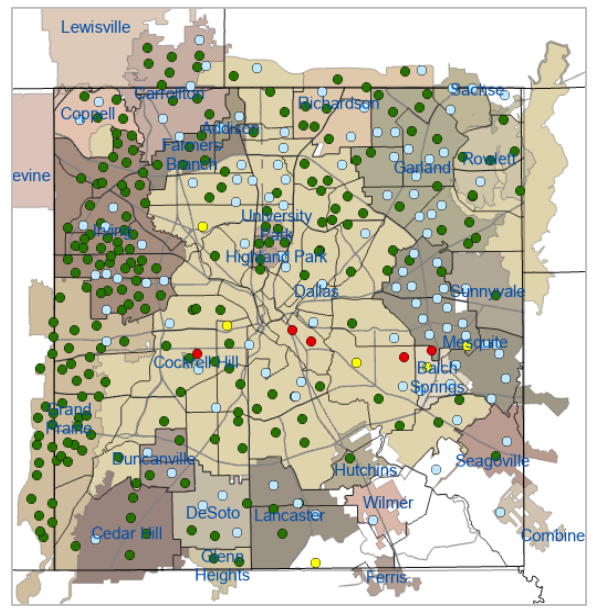 Lewisville
Carrollton
Sachse
Coppell
Richardson
Addison
Farmers
Branch
Rowlett
Garland
evine
University
Park
Irving
Highland Park
Dallas
Sunnyvale
Mesquite
Cockrell Hill
Balch
Springs
Grand
Prairie
Duncanville
Hutchins
Seagoville
Wilmer
DeSoto
Lancaster
Cedar Hill
Combine
Glenn
Heights
Ferris